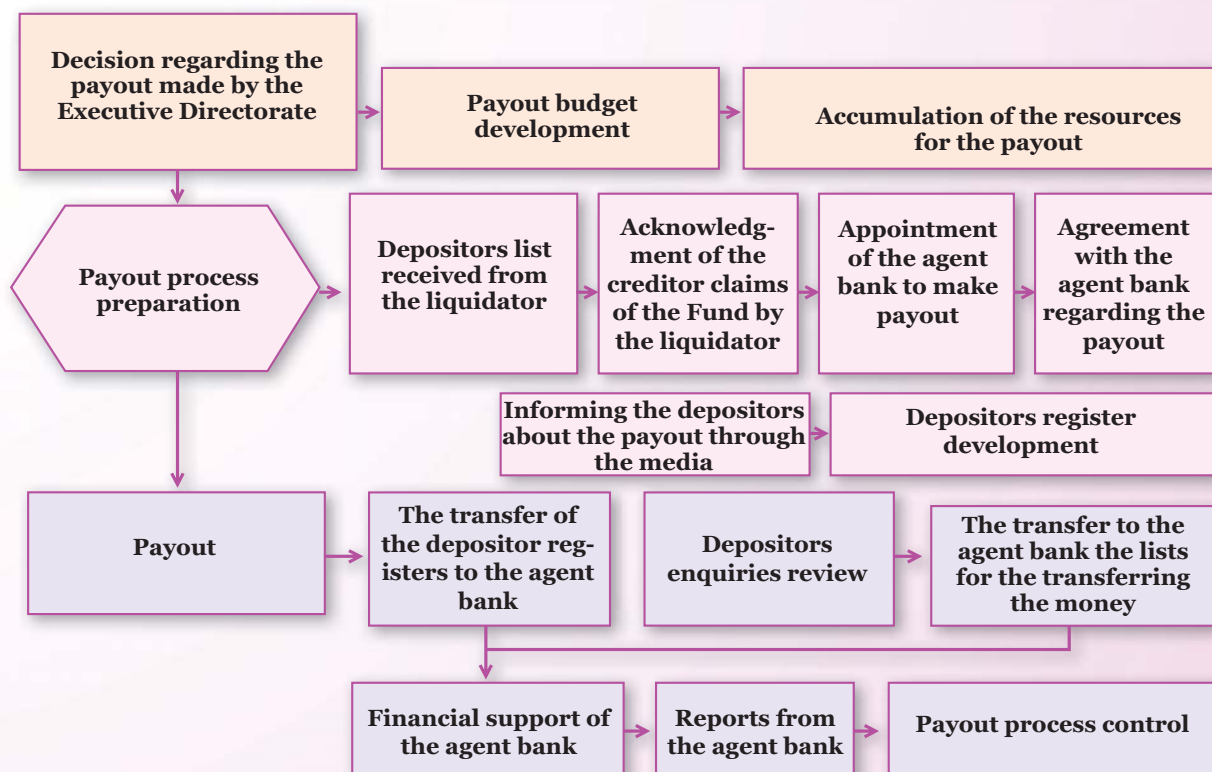 Decision regarding the
payout made by the
Executive Directorate
Payout budget
development
Accumulation of the resources
for the payout
Payout process
preparation
Depositors list
received from
the liquidator
Acknowledg-
ment of the
creditor claims
of the Fund by
the liquidator
Appointment
of the agent
bank to make
payout
Agreement
with the
agent bank
regarding the
payout
Informing the depositors
about the payout through
the media
Depositors register
development
Payout
The transfer of
the depositor reg-
isters to the agent
bank
Depositors
enquiries review
The transfer to the
agent bank the lists
for the transferring
the money
Financial support of
the agent bank
Reports from
the agent bank
Payout process control